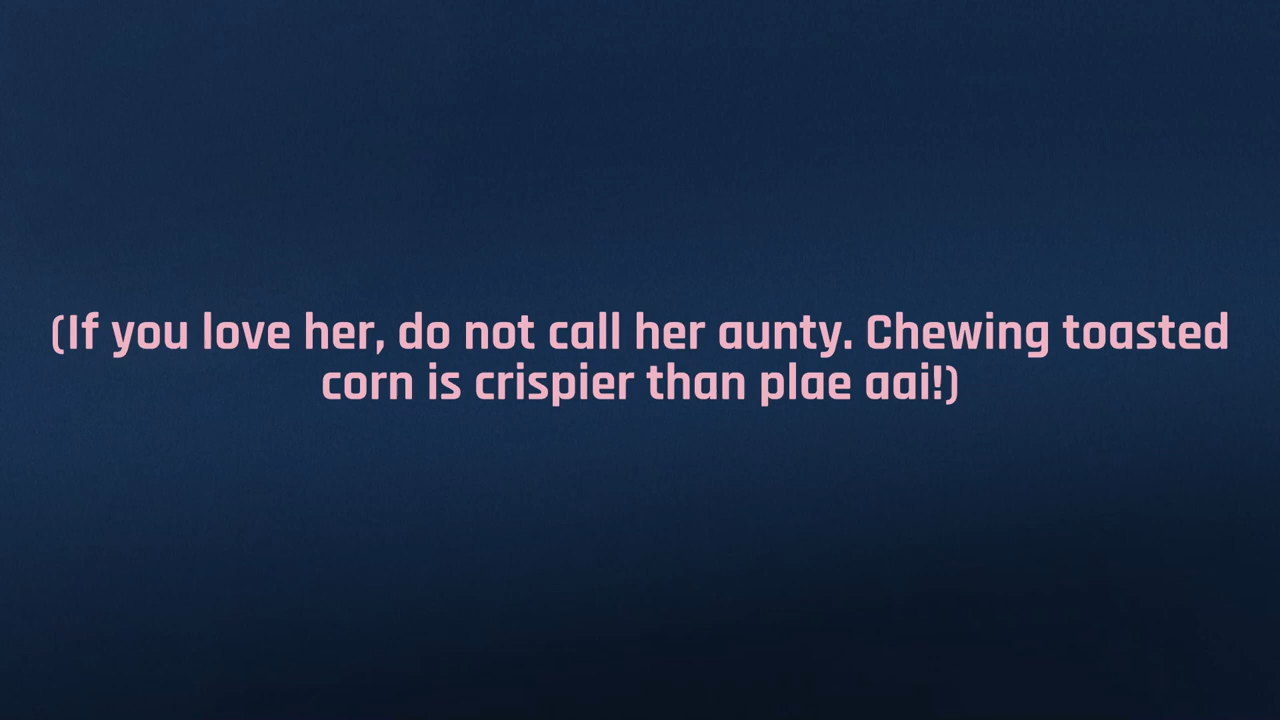 (If you love her, do not call her aunty. Chewing toasted
corn is crispier than plae aai!)